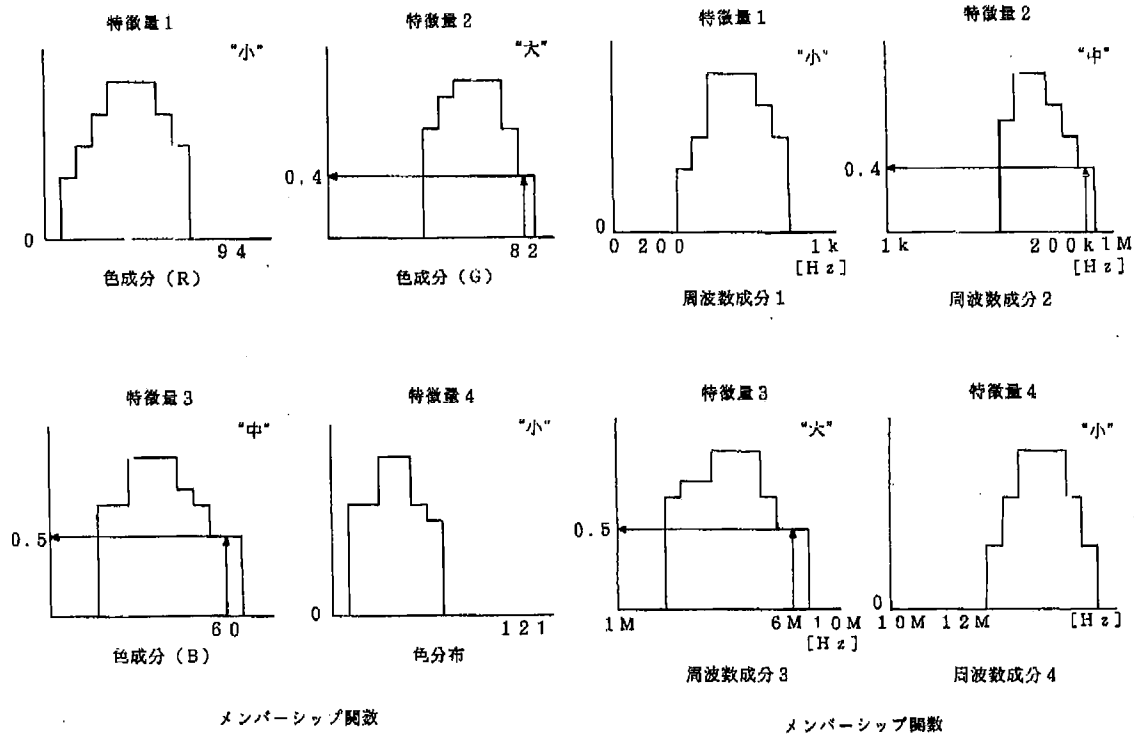 特徴量1
“小”
0
94
色成分(R)
特徴量2
“大”
0.4
82
色成分(G)
特徴量3
“中”
0.5
60
色成分(B)
特徴量4
“小”
0
121
色分布
メンバーシップ関数
特徴量1
“小”
0
0 200 1k
[Hz]
周波数成分1
特徴量2
“中”
0.4
1k 200k 1M
[Hz]
周波数成分2
特徴量3
“大”
0.5
1M 6M 10M
[Hz]
周波数成分3
特徴量4
“小”
0
10M 12M [Hz]
周波数成分4
メンバーシップ関数